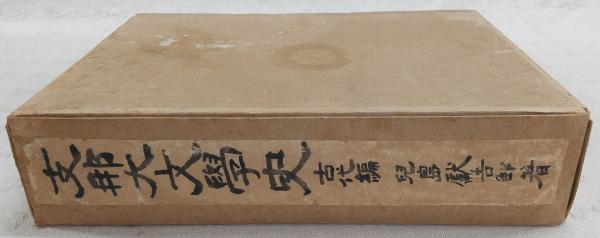 支那大文學史 古代編 兒島獻吉郎著